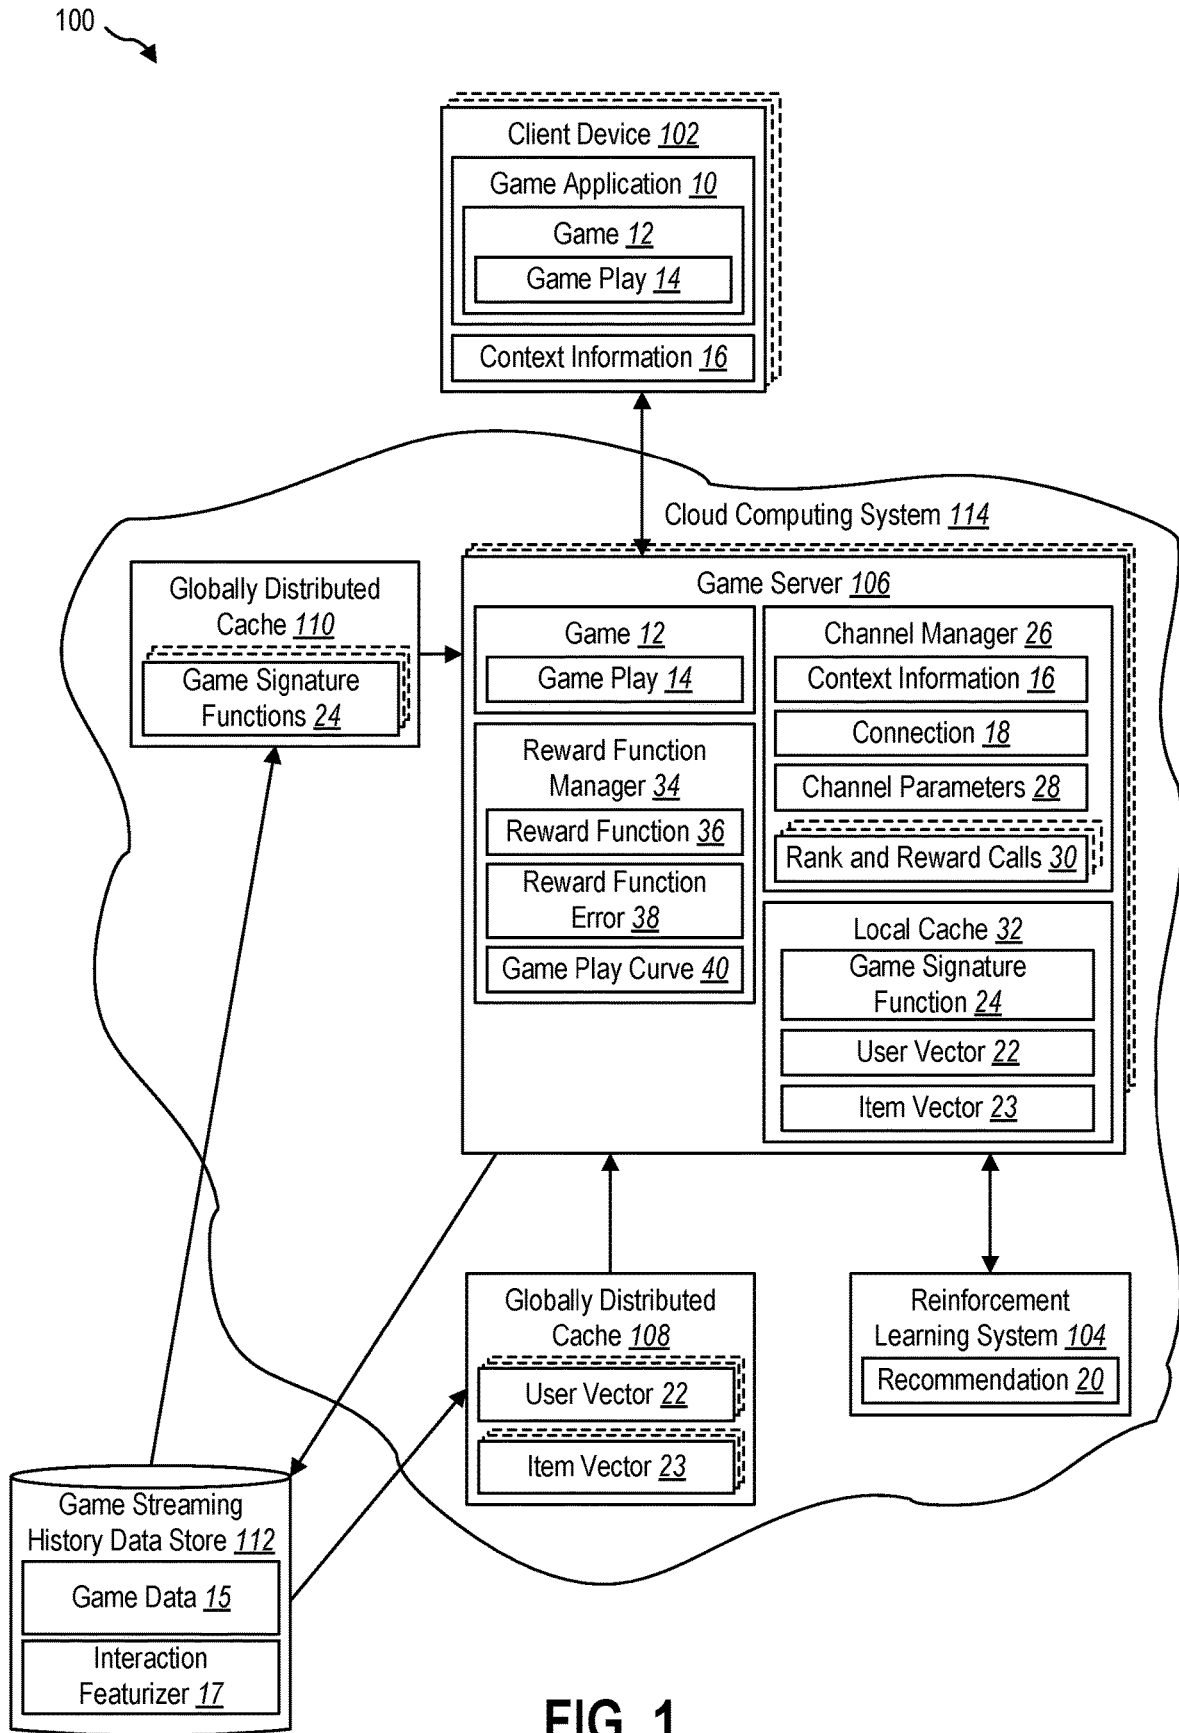 100
Client Device 102
Game Application 10
Game 12
Game Play 14
Context Information 16
Cloud Computing System 114
Globally Distributed
Cache 110
Game Signature
Functions 24
Game Server 106
Game 12
Game Play 14
Reward Function
Manager 34
Reward Function 36
Reward Function
Error 38
Game Play Curve 40
Channel Manager 26
Context Information 16
Connection 18
Channel Parameters 28
Rank and Reward Calls 30
Local Cache 32
Game Signature
Function 24
User Vector 22
Item Vector 23
Globally Distributed
Cache 108
User Vector 22
Item Vector 23
Reinforcement
Learning System 104
Recommendation 20
Game Streaming
History Data Store 112
Game Data 15
Interaction
Featurizer 17
FIG. 1